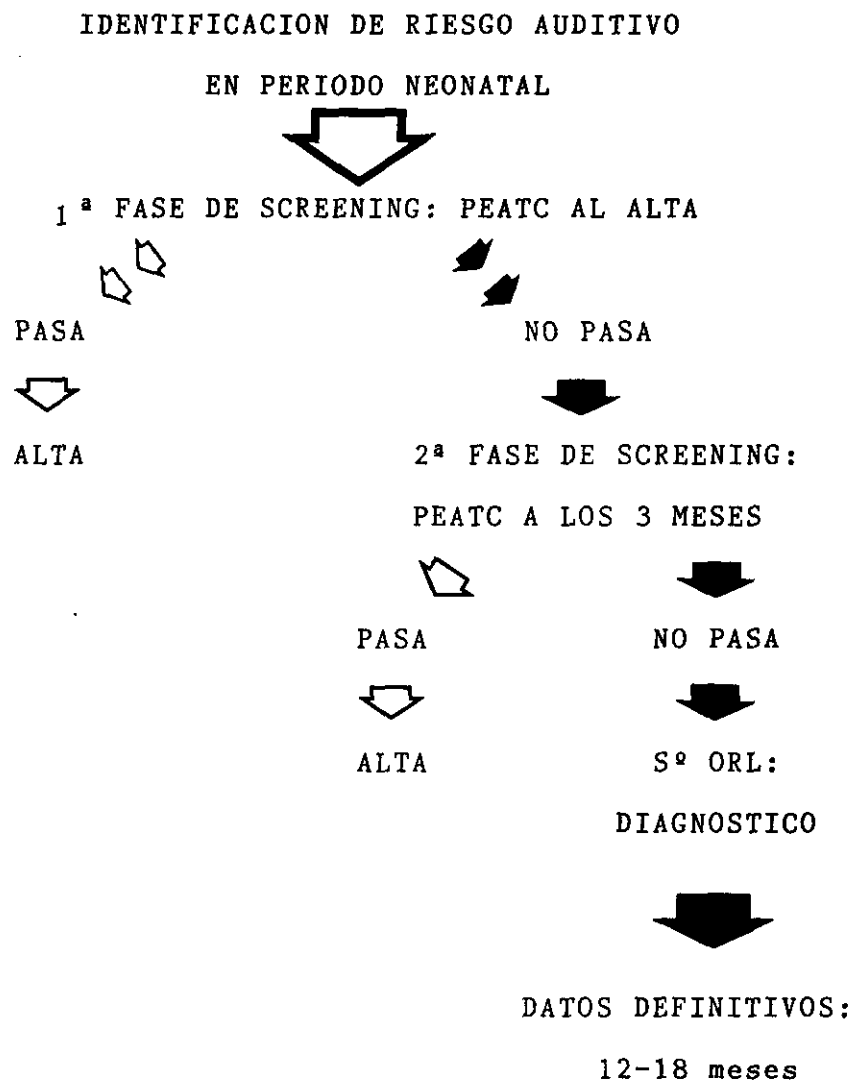 IDENTIFICACION DE RIESGO AUDITIVO
EN PERIODO NEONATAL
1ª FASE DE SCREENING: PEATC AL ALTA
PASA
NO PASA
ALTA
2ª FASE DE SCREENING:
PEATC A LOS 3 MESES
PASA
NO PASA
ALTA
Sº ORL:
DIAGNOSTICO
DATOS DEFINITIVOS:
12-18 meses